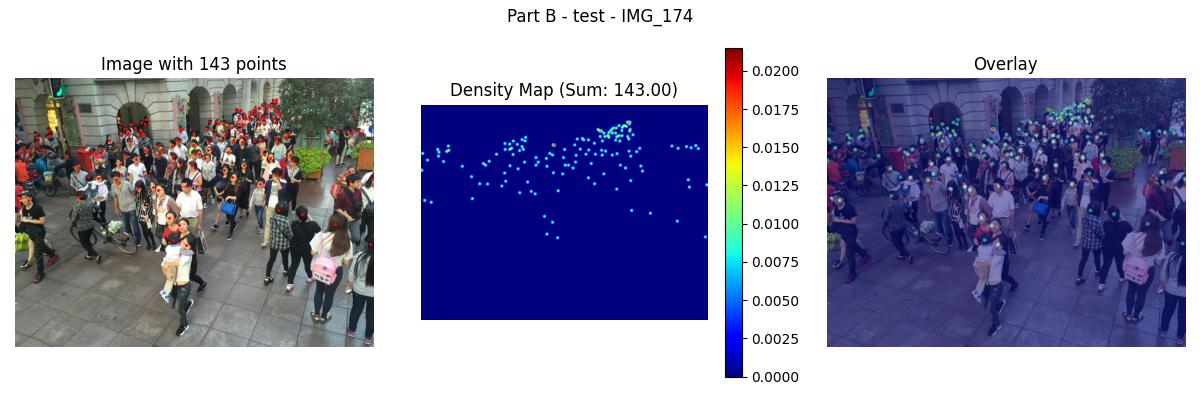 Part B - test - IMG_174
Image with 143 points
Density Map (Sum: 143.00)
Overlay
0.0200
0.0175
0.0150
0.0125
0.0100
0.0075
0.0050
0.0025
0.0000